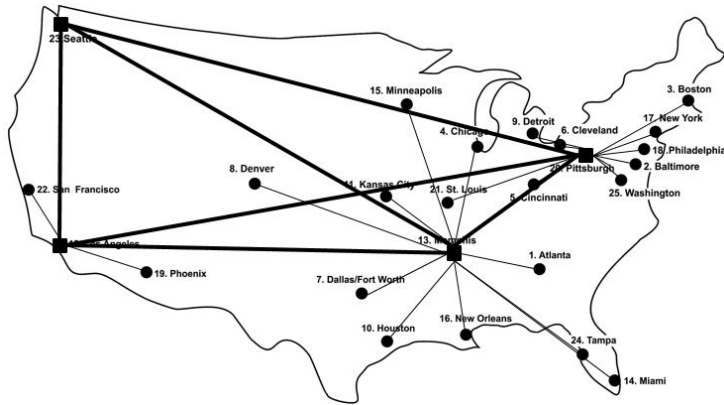 23 Seattle
3. Boston
15. Minneapolis
17. New York
9. Detroit
4. Chicago
6. Cleveland
18. Philadelphia
20. Pittsburgh
2. Baltimore
8. Denver
25. Washington
22. San Francisco
11. Kansas City
21. St. Louis
5. Cincinnati
13. Memphis
Los Angeles
1. Atlanta
19. Phoenix
7. Dallas/Fort Worth
16. New Orleans
10. Houston
24. Tampa
14. Miami